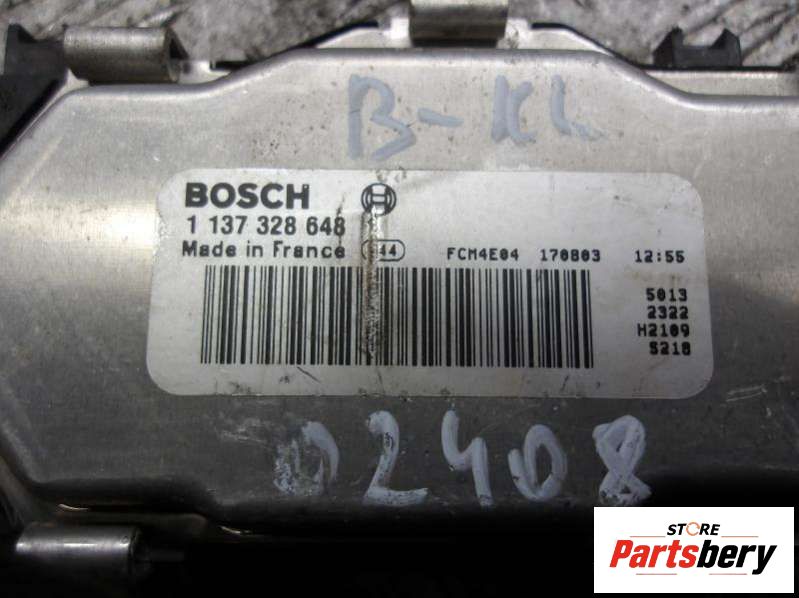 B-KL
BOSCH
1 137 328 648
Made in France 44 FCM4E04 170803 12:55
5013
2322
H2109
S218
02408
STORE
Partsbery